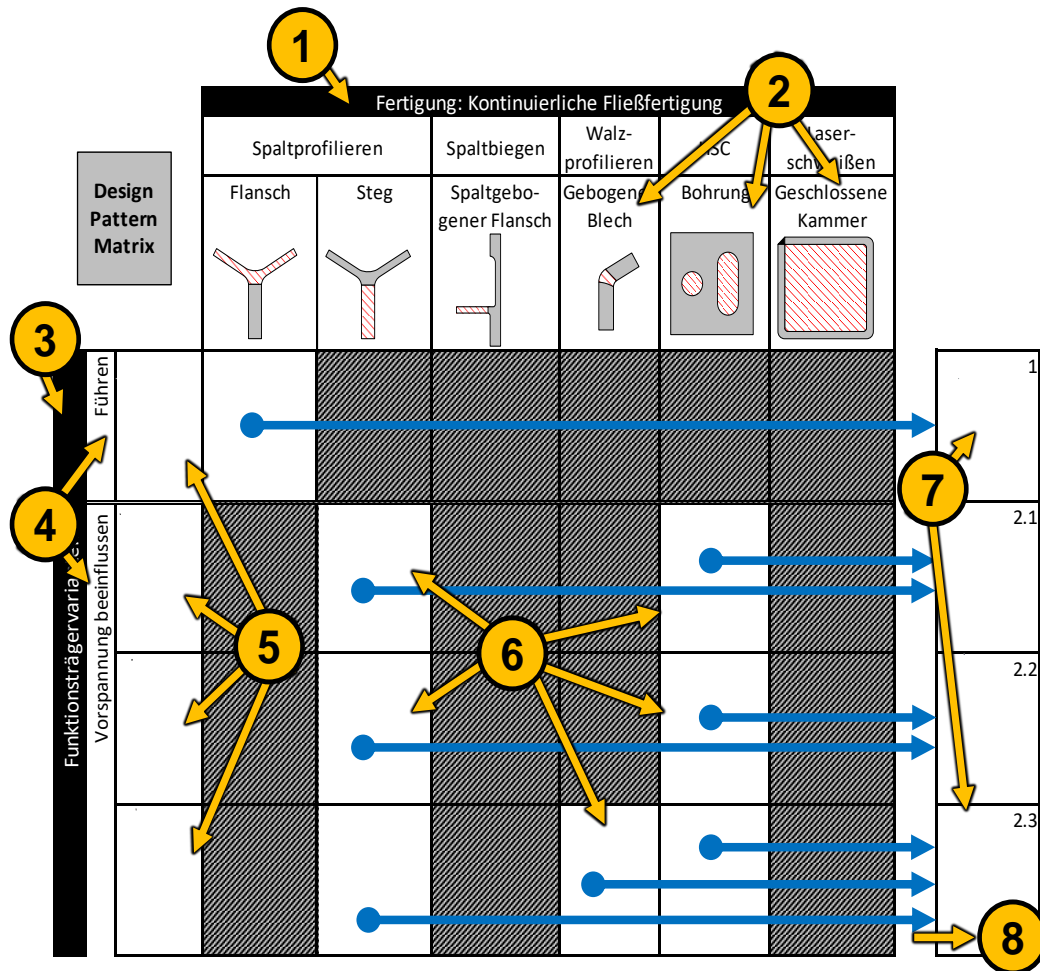 1
Fertigung: Kontinuierliche Fließfertigung
2
Spaltprofilieren
Spaltbiegen
Walz-
profilieren
Design
Pattern
Matrix
Flansch
Steg
Spaltgebo-
gener Flansch
Blech
Bohrung
Geschlossene
Kammer
3
Führen
1
4
Vorspannung beeinflussen
5
6
7
2.1
2.2
2.3
8